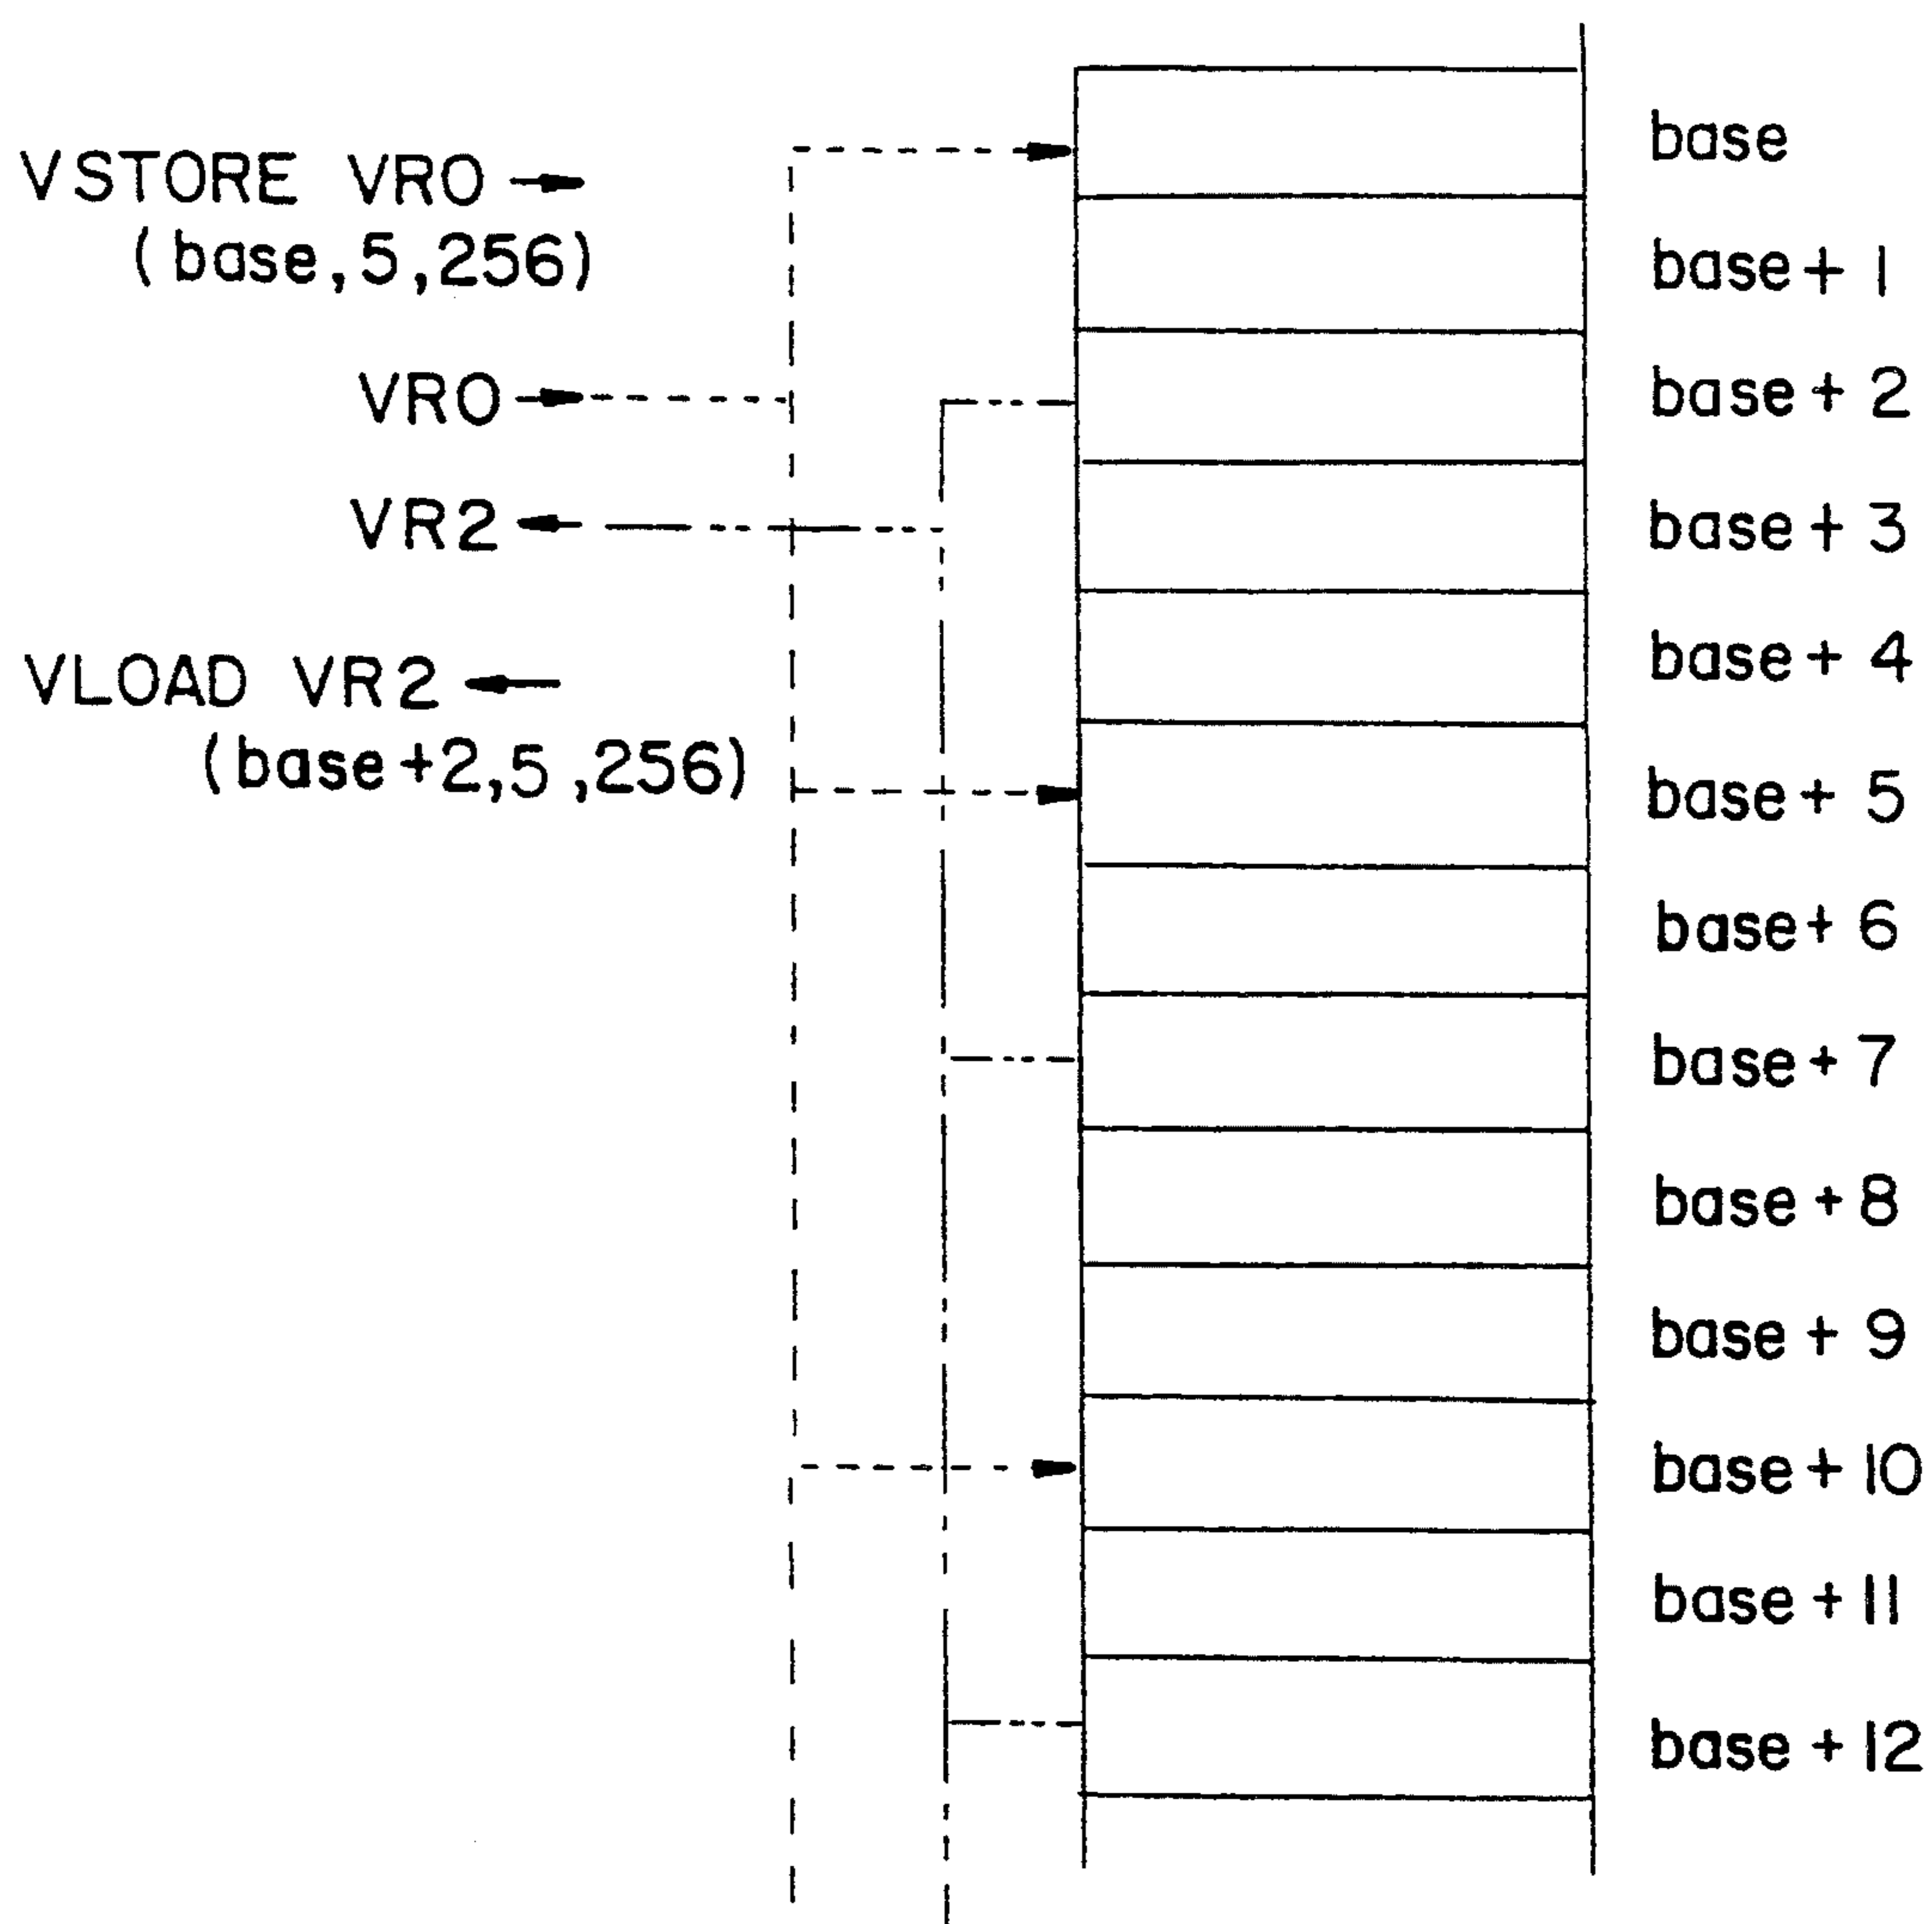 VSTORE VR0 →
(base,5,256)
VR0
VR2
VLOAD VR2 ←
(base+2,5,256)
base
base + 1
base + 2
base + 3
base + 4
base + 5
base + 6
base + 7
base + 8
base + 9
base + 10
base + 11
base + 12